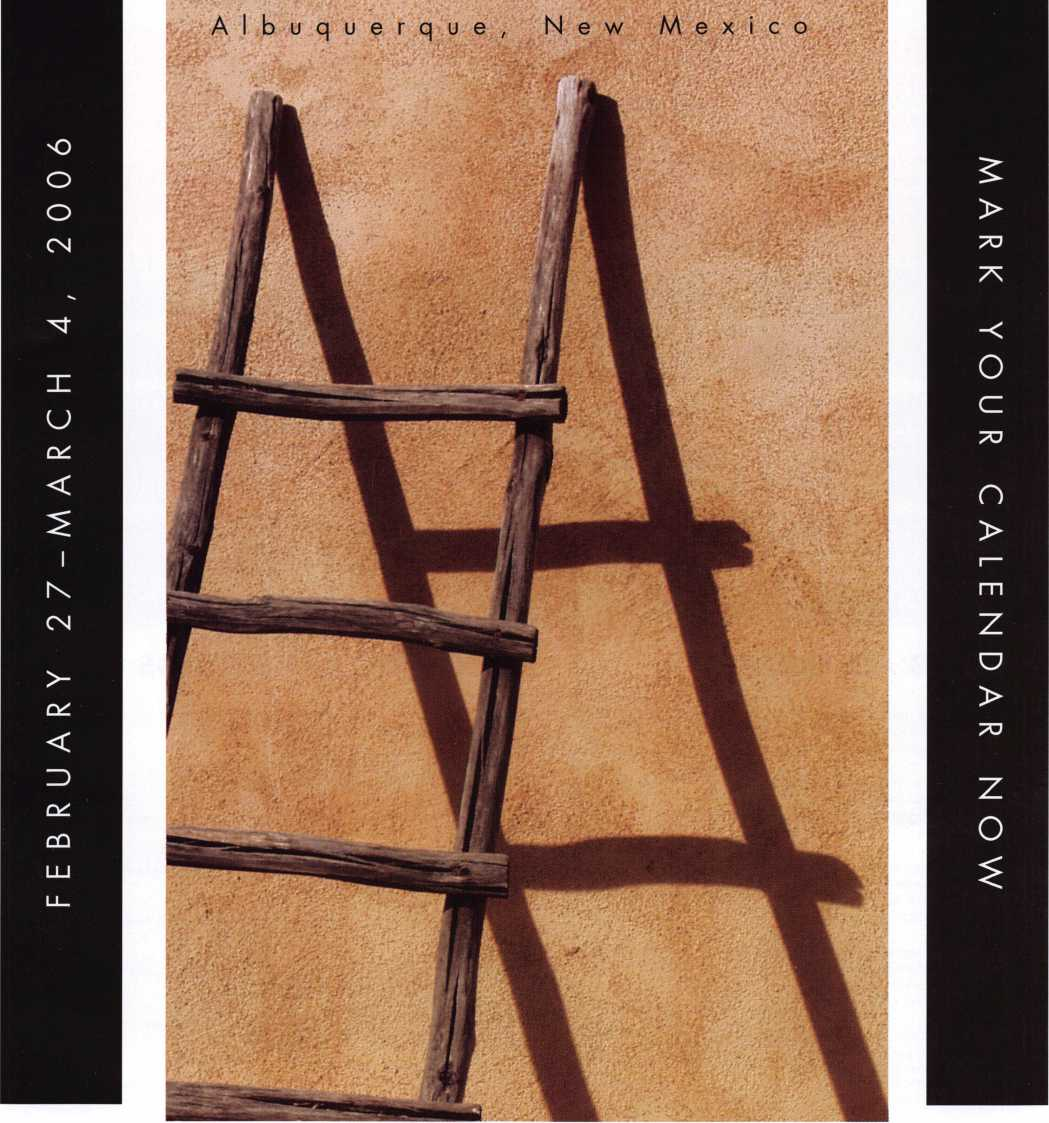 Albuquerque, New Mexico
FEBRUARY 27–MARCH 4, 2006
MARK YOUR CALENDAR NOW